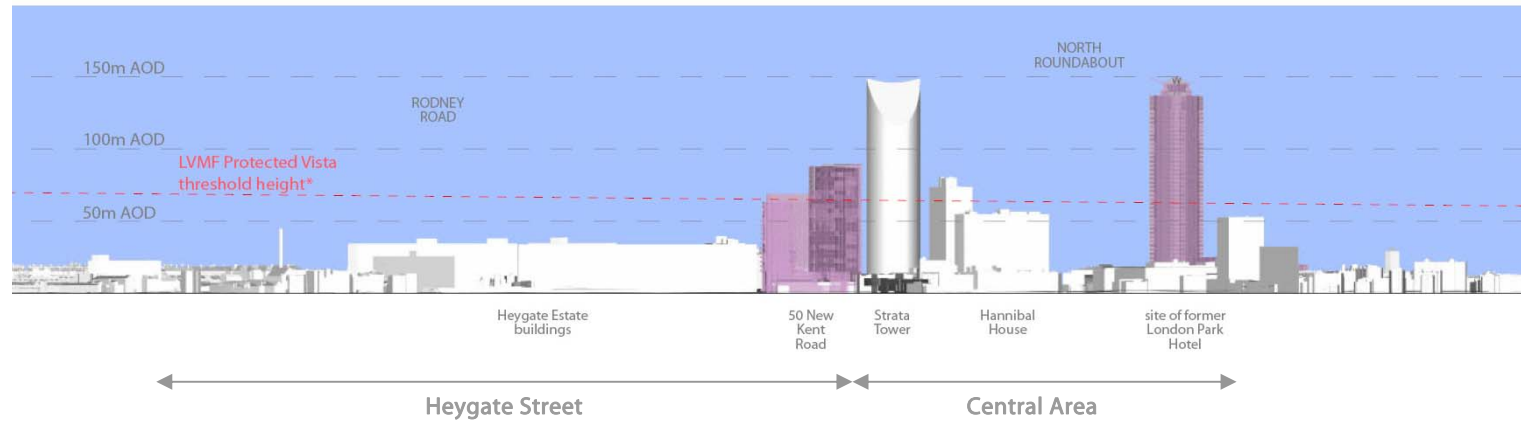 NORTH
ROUNDABOUT
150m AOD
RODNEY
ROAD
100m AOD
LVMF Protected Vista
threshold height*
50m AOD
Heygate Estate
buildings
50 New
Kent
Road
Strata
Tower
Hannibal
House
site of former
London Park
Hotel
Heygate Street
Central Area